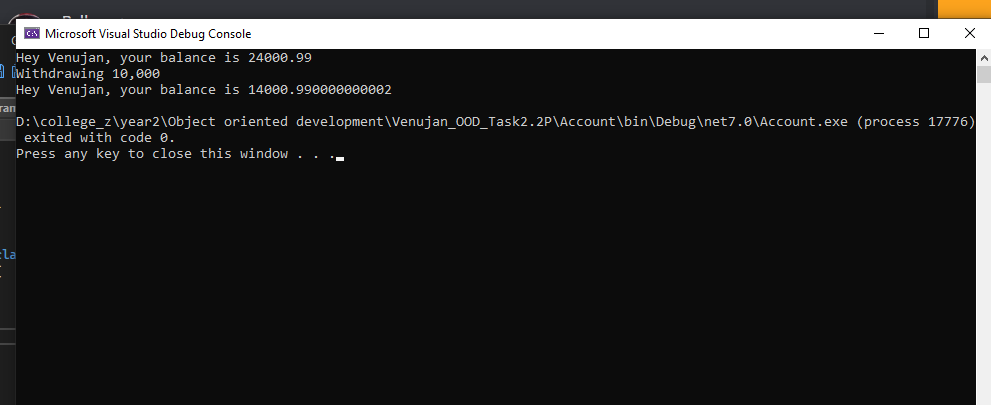 Microsoft Visual Studio Debug Console
Hey Venujan, your balance is 24000.99
Withdrawing 10,000
Hey Venujan, your balance is 14000.990000000002
D:\college_z\year2\Object oriented development\Venujan_OOD_Task2.2P\Account\bin\Debug\net7.0\Account.exe (process 17776)
exited with code 0.
Press any key to close this window . . .